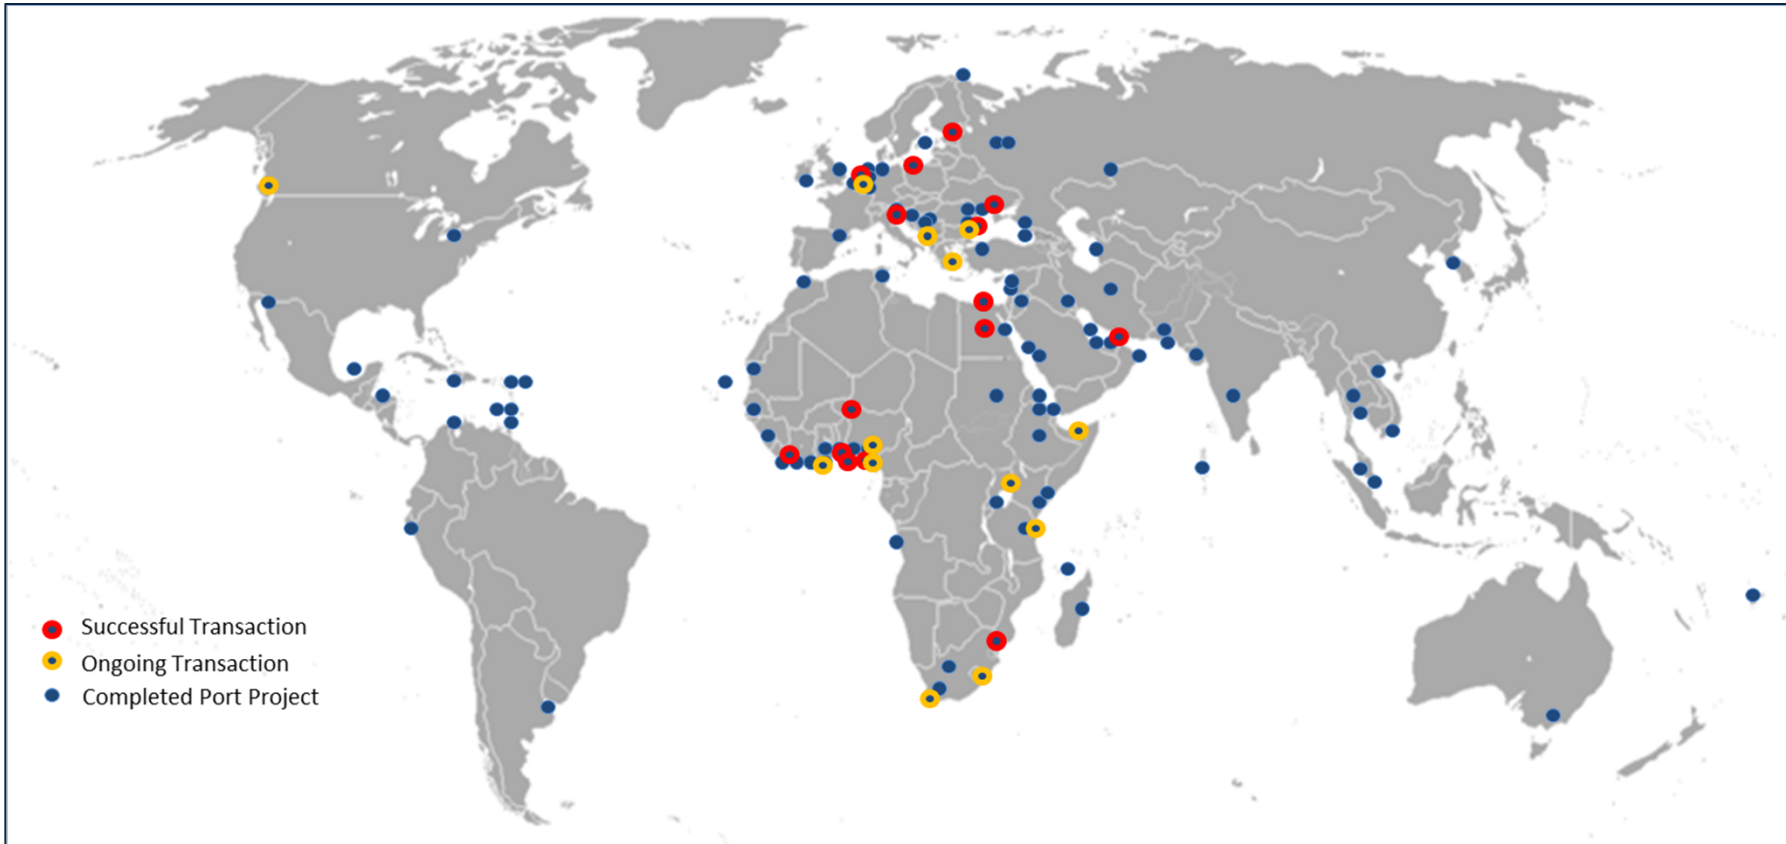 Successful Transaction
Ongoing Transaction
Completed Port Project